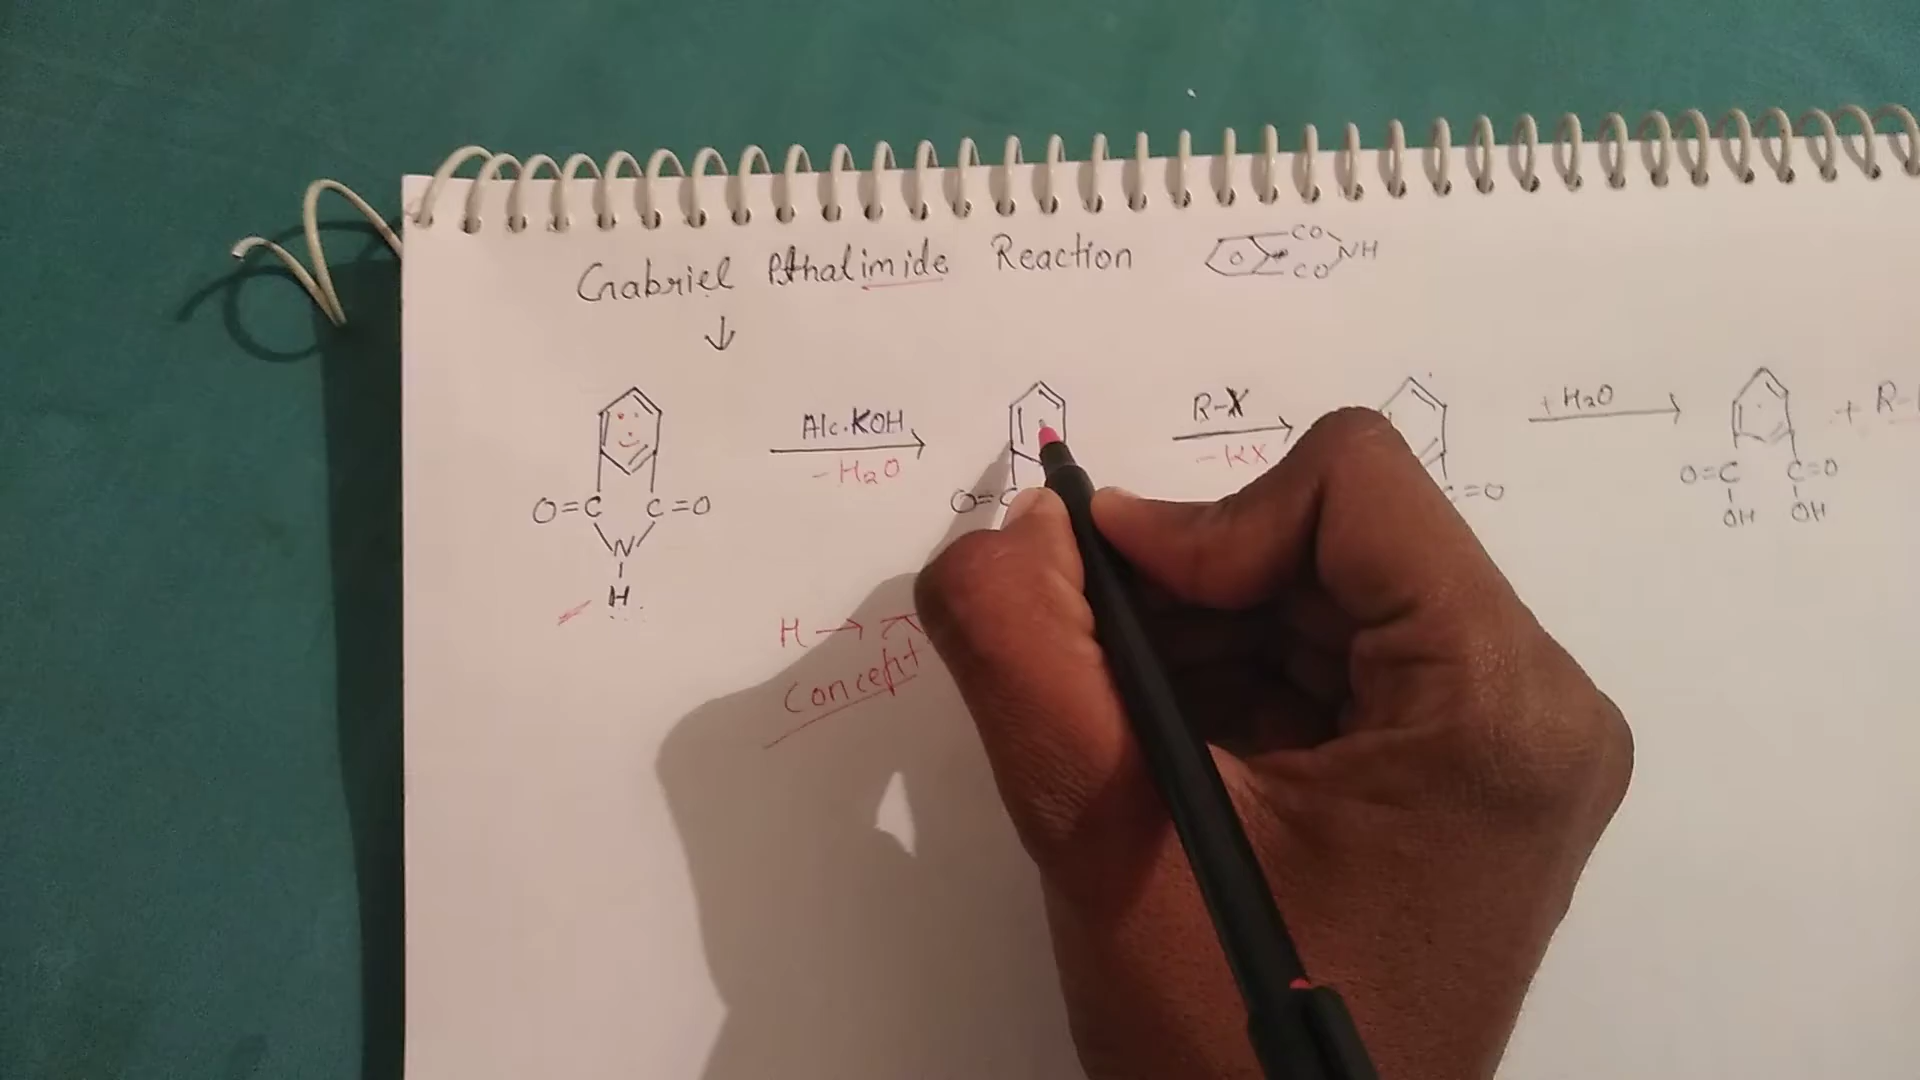 Gabriel Pthalimide Reaction
CO
NH
CO
↓
Alc. KOH
-H₂O
R-X
-KX
+H₂O
+ R-
O=C C=O
N
H
O=C
C=O
O=C C=O
OH OH
H →
Concept